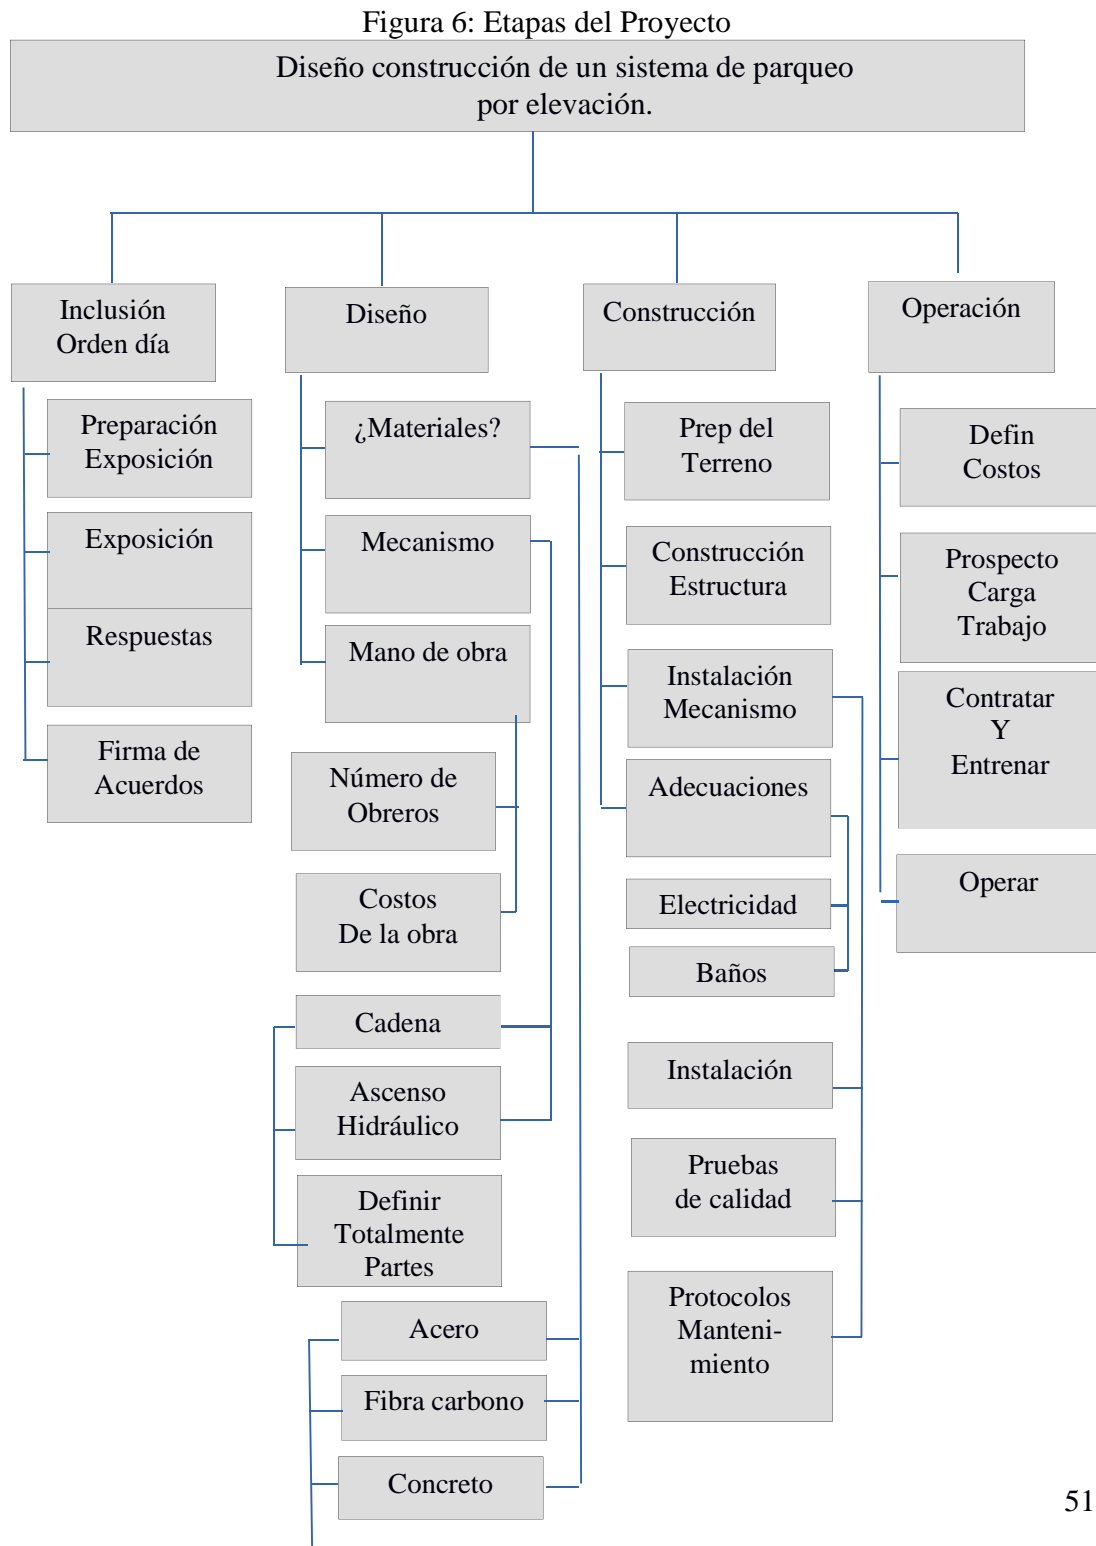 Figura 6: Etapas del Proyecto
Diseño construcción de un sistema de parqueo
por elevación.
Inclusión
Orden día
Preparación
Exposición
Exposición
Respuestas
Firma de
Acuerdos
Diseño
¿Materiales?
Mecanismo
Mano de obra
Número de
Obreros
Costos
De la obra
Cadena
Ascenso
Hidráulico
Definir
Totalmente
Partes
Acero
Fibra carbono
Concreto
Construcción
Prep del
Terreno
Construcción
Estructura
Instalación
Mecanismo
Adecuaciones
Electricidad
Baños
Instalación
Pruebas
de calidad
Protocolos
Manteni-
miento
Operación
Defin
Costos
Prospecto
Carga
Trabajo
Contratar
Y
Entrenar
Operar
51